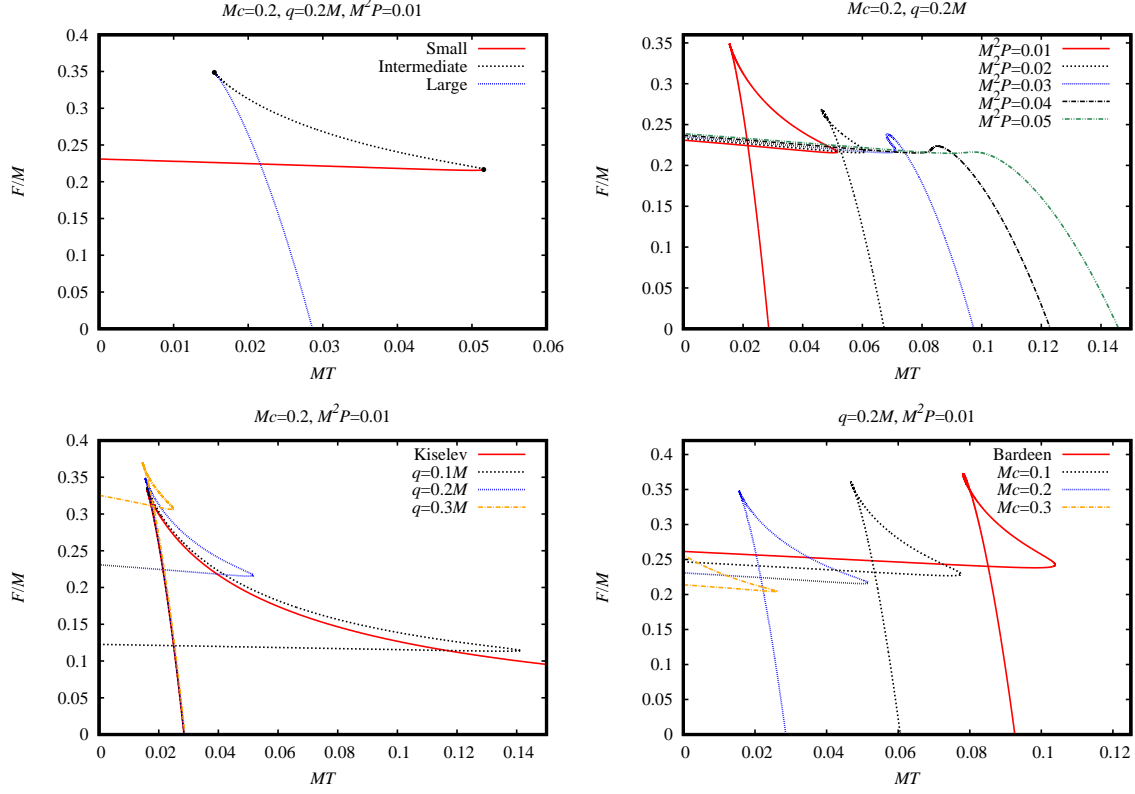 Mc=0.2, q=0.2M, M²P=0.01
Small
Intermediate
Large
F/M
0.4
0.35
0.3
0.25
0.2
0.15
0.1
0.05
0
0
0.01
0.02
0.03
0.04
0.05
0.06
MT
Mc=0.2, q=0.2M
M²P=0.01
M²P=0.02
M²P=0.03
M²P=0.04
M²P=0.05
F/M
0.35
0.3
0.25
0.2
0.15
0.1
0.05
0
0
0.02
0.04
0.06
0.08
0.1
0.12
0.14
MT
Mc=0.2, M²P=0.01
Kiselev
q=0.1M
q=0.2M
q=0.3M
F/M
0.4
0.35
0.3
0.25
0.2
0.15
0.1
0.05
0
0
0.02
0.04
0.06
0.08
0.1
0.12
0.14
MT
q=0.2M, M²P=0.01
Bardeen
Mc=0.1
Mc=0.2
Mc=0.3
F/M
0.4
0.35
0.3
0.25
0.2
0.15
0.1
0.05
0
0
0.02
0.04
0.06
0.08
0.1
0.12
MT